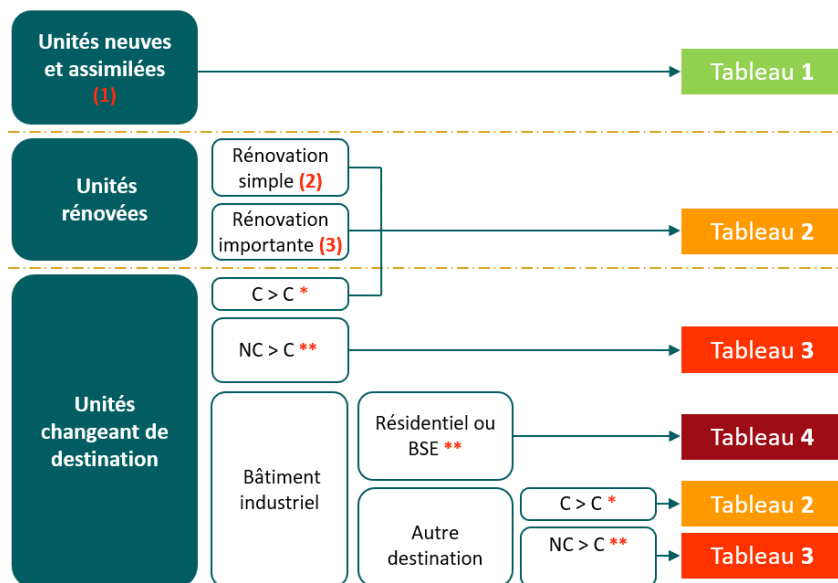 Unités neuves
et assimilées
(1)
Tableau 1
Unités
rénovées
Rénovation
simple (2)
Rénovation
importante (3)
Tableau 2
Unités
changeant de
destination
C > C *
NC > C **
Tableau 3
Bâtiment
industriel
Résidentiel ou
BSE **
Tableau 4
Autre
destination
C > C *
Tableau 2
NC > C **
Tableau 3